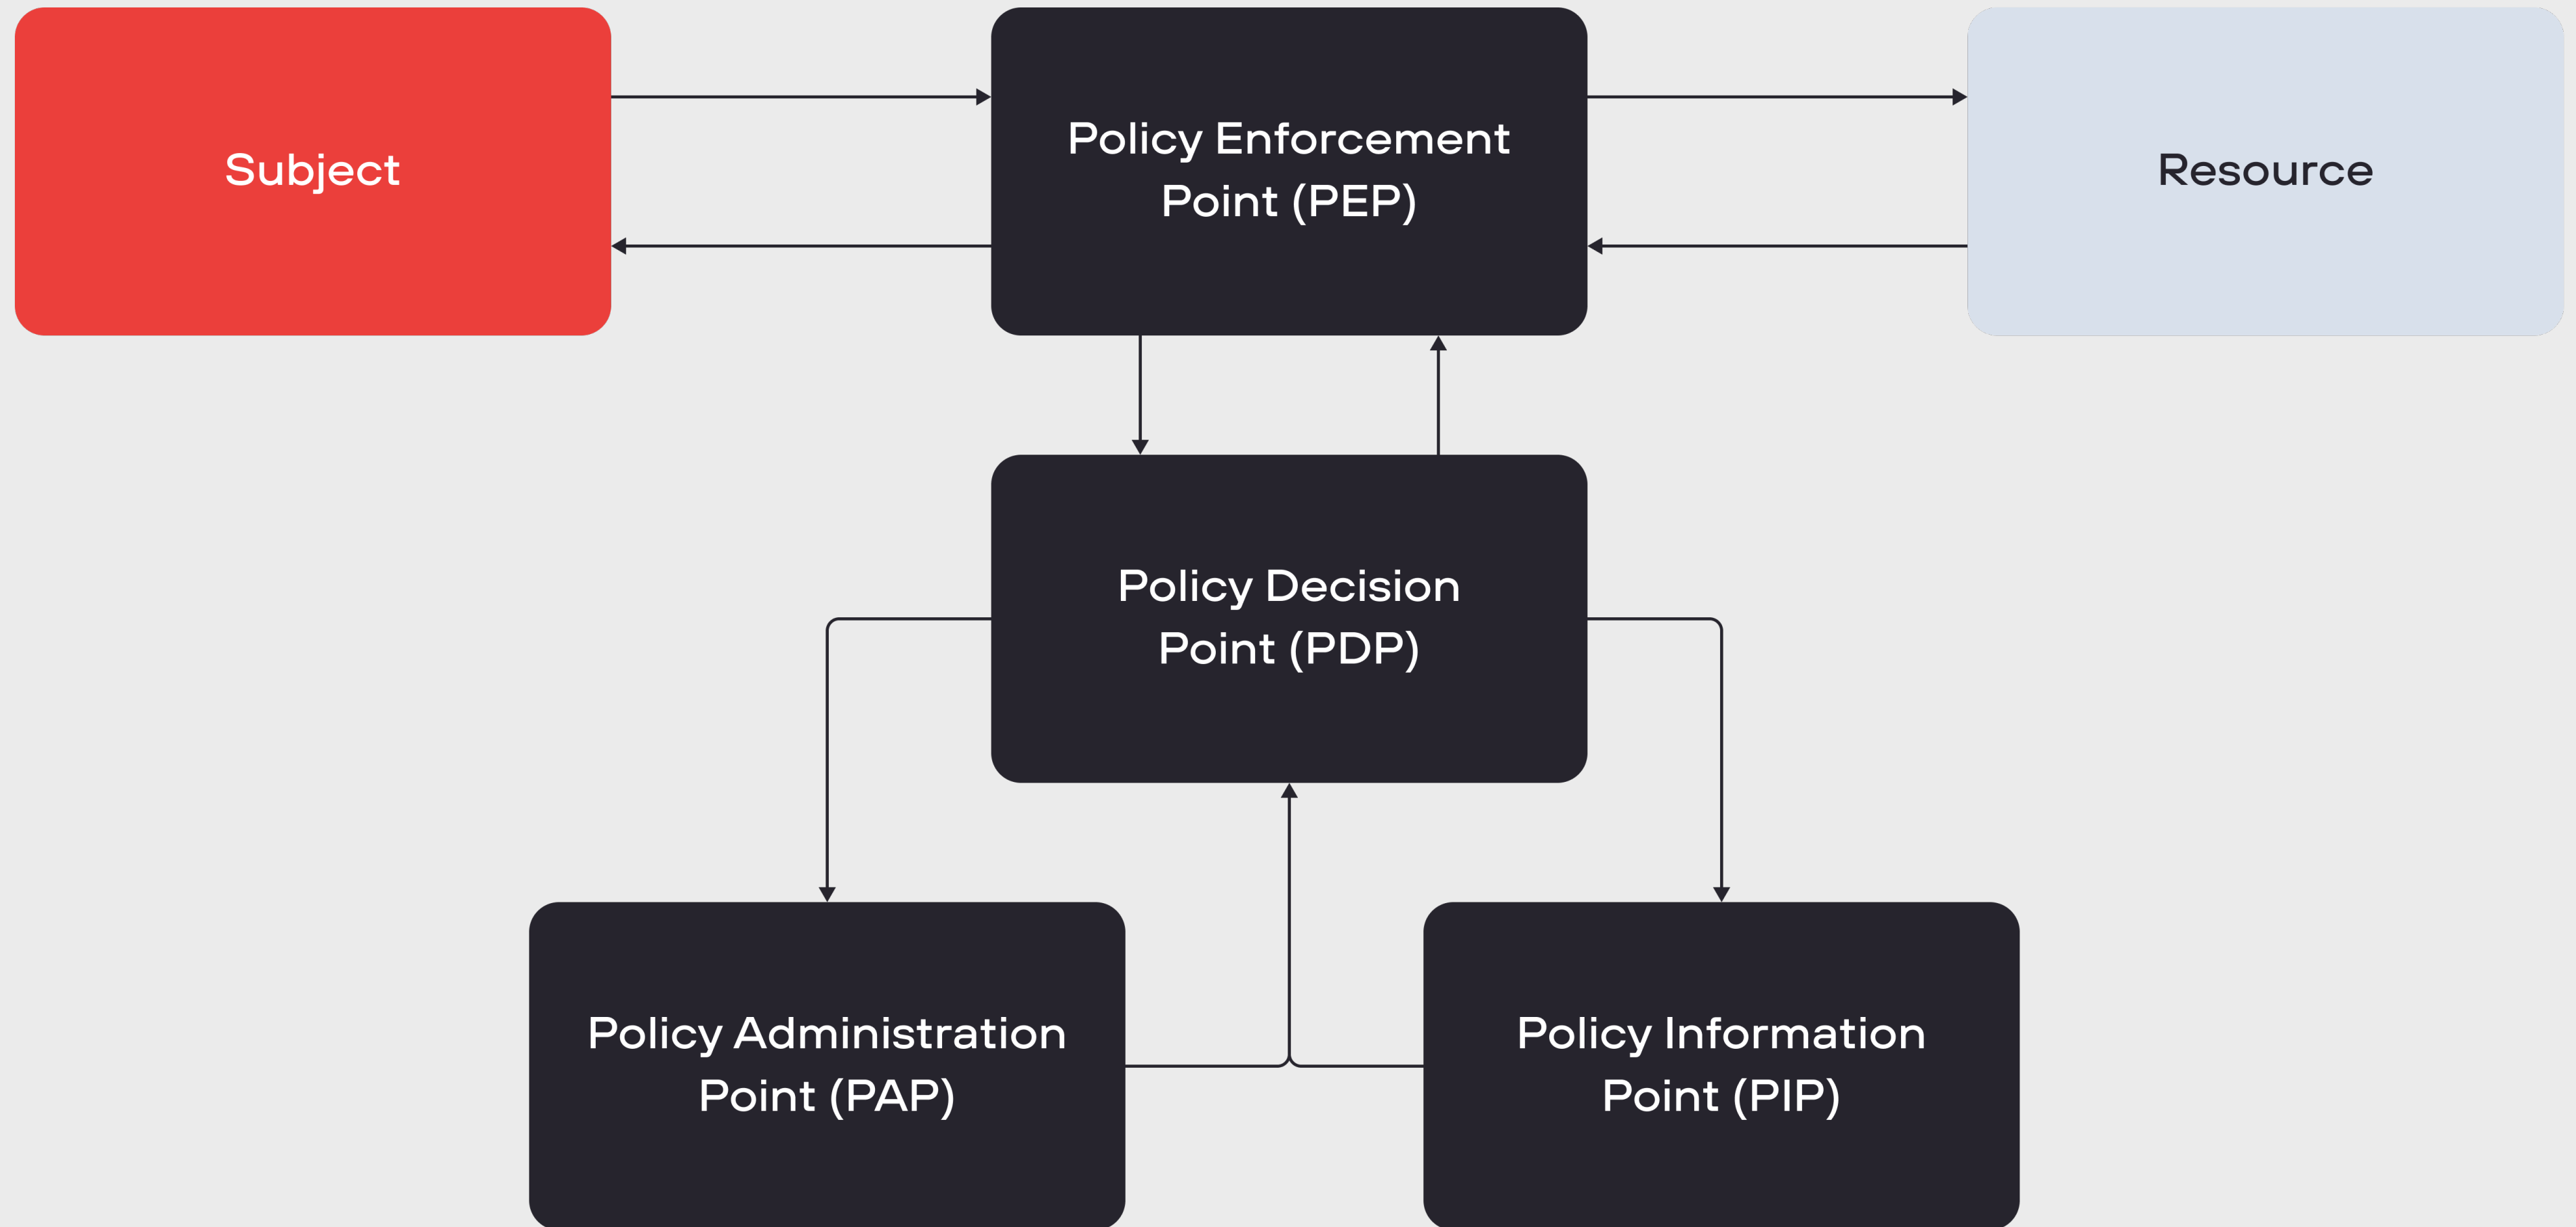 Subject
Policy Enforcement
Point (PEP)
Resource
Policy Decision
Point (PDP)
Policy Administration
Point (PAP)
Policy Information
Point (PIP)